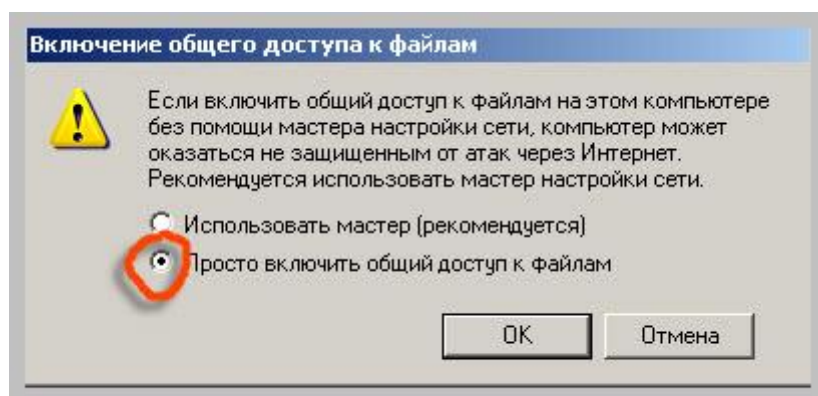 Включение общего доступа к файлам
Если включить общий доступ к файлам на этом компьютере
без помощи мастера настройки сети, компьютер может
оказаться не защищенным от атак через Интернет.
Рекомендуется использовать мастер настройки сети.
Использовать мастер (рекомендуется)
Просто включить общий доступ к файлам
ОК
Отмена